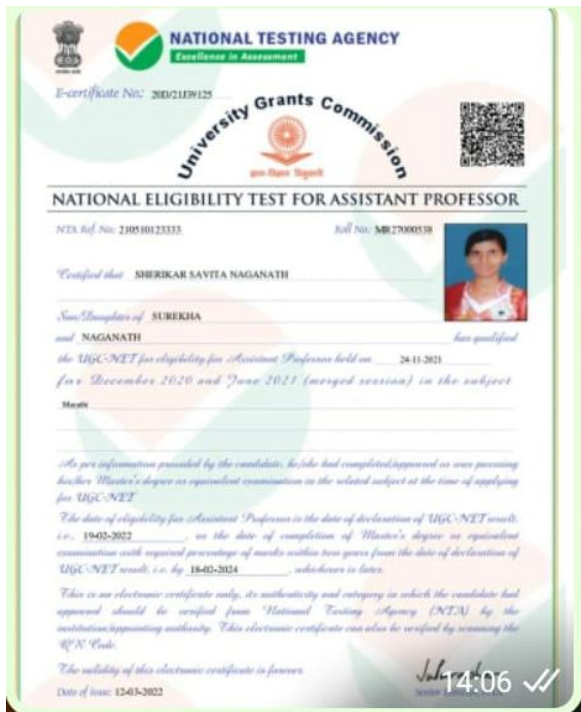 NATIONAL TESTING AGENCY
Excellence in Assessment
E-certificate No.:
University Grants Commission
ज्ञान-विज्ञान विमुक्तये
NATIONAL ELIGIBILITY TEST FOR ASSISTANT PROFESSOR
NTA Ref. No: 210510123333 Roll No: MR27000538
Certified that SHERIKAR SAVITA NAGANATH
Son/Daughter of SUREKHA
and NAGANATH has qualified
the UGC-NET for eligibility for Assistant Professor held on 24-11-2021
for December 2020 and June 2021 (merged session) in the subject
Marathi
As per information provided by the candidate, he/she had completed/appeared or was pursuing
his/her Master's degree or equivalent examination in the related subject at the time of applying
for UGC-NET
The date of eligibility for Assistant Professor is the date of declaration of UGC-NET result,
i.e., 19-02-2022, or the date of completion of Master's degree or equivalent
examination with required percentage of marks within two years from the date of declaration of
UGC-NET result, i.e. by 18-02-2024, whichever is later.
This is an electronic certificate only, its authenticity and category in which the candidate had
appeared should be verified from National Testing Agency (NTA) by the
institution/appointing authority. This electronic certificate can also be verified by scanning the
QR Code.
The validity of this electronic certificate is forever.
Date of issue: 12-03-2022 Senior
14:06